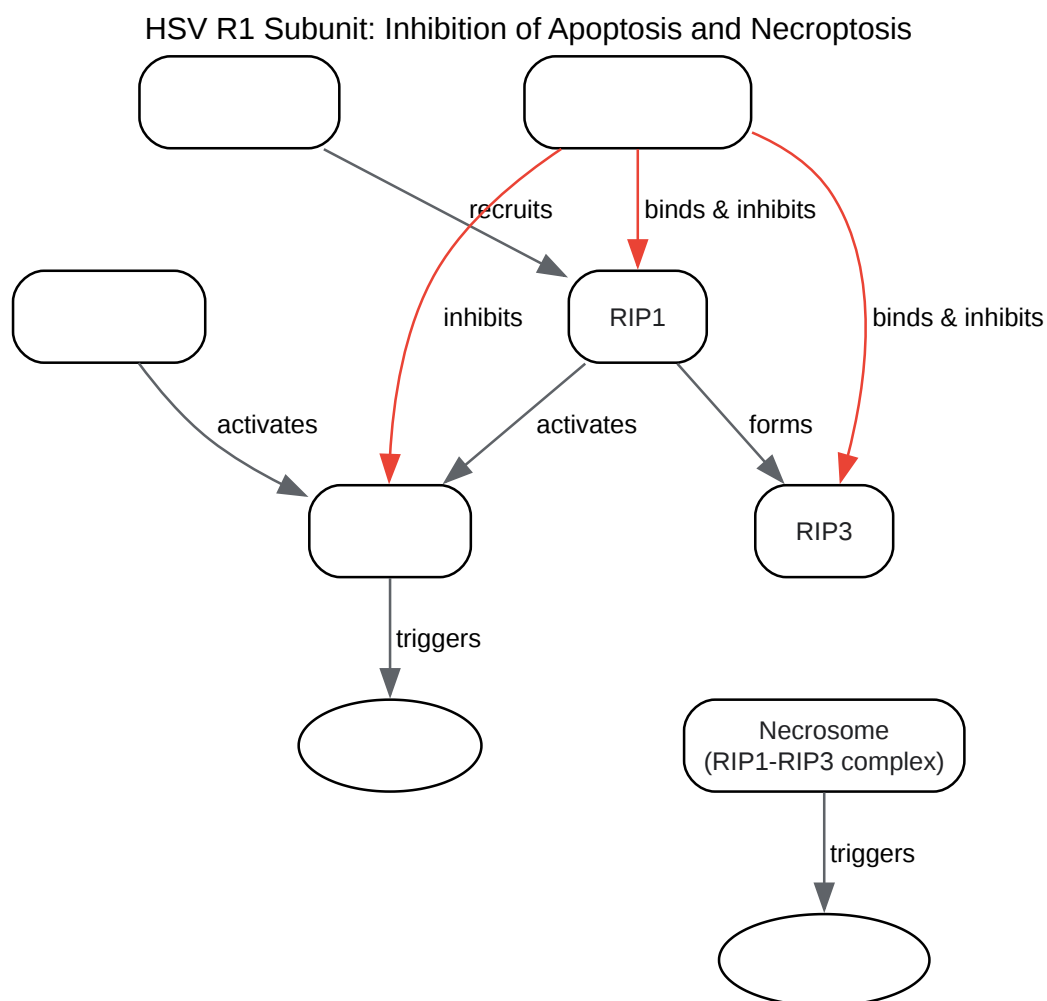 HSV R1 Subunit: Inhibition of Apoptosis and Necroptosis
recruits
binds & inhibits
inhibits
RIP1
binds & inhibits
activates
activates
forms
RIP3
triggers
Necrosome
(RIP1-RIP3 complex)
triggers